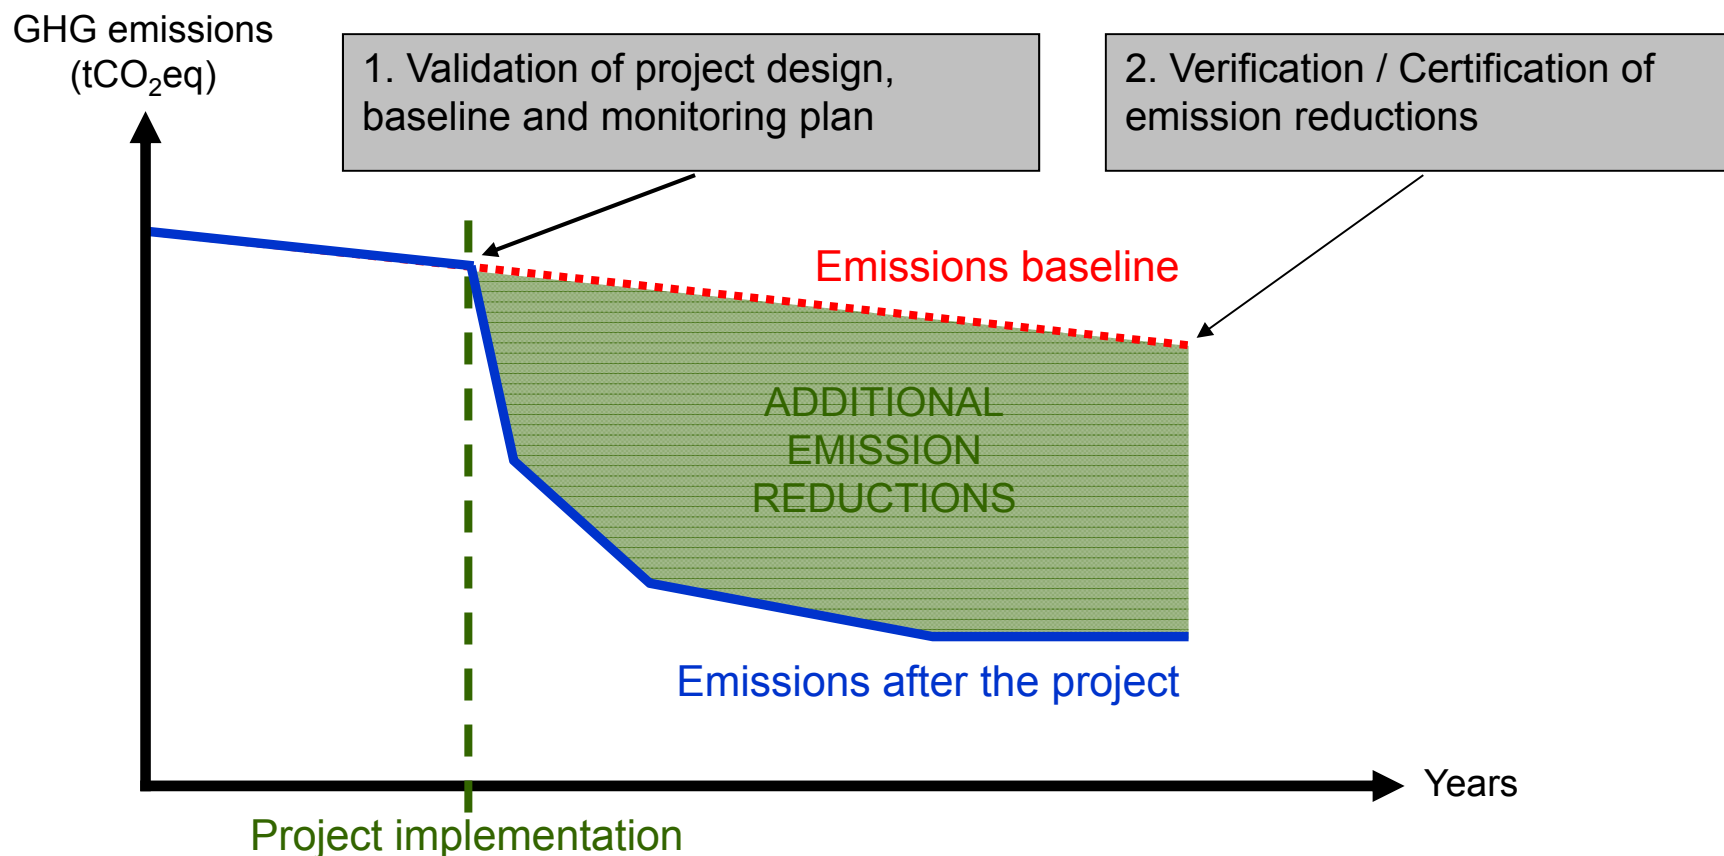 GHG emissions
(tCO₂eq)
1. Validation of project design,
baseline and monitoring plan
2. Verification / Certification of
emission reductions
Emissions baseline
ADDITIONAL
EMISSION
REDUCTIONS
Emissions after the project
Years
Project implementation